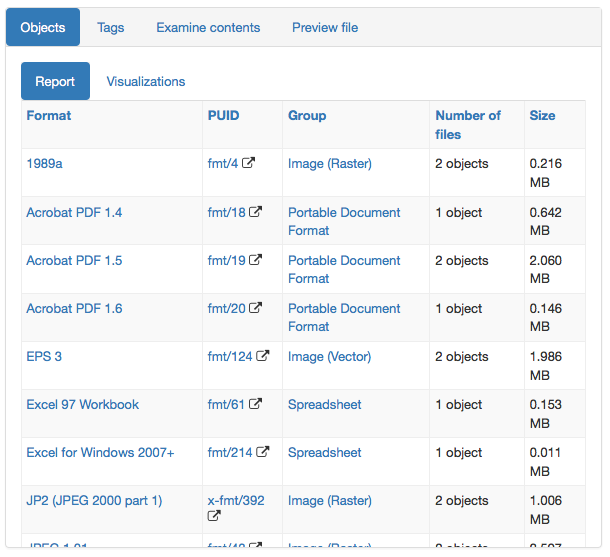 Objects Tags Examine contents Preview file
Report Visualizations
Format PUID Group Number of files Size
1989a fmt/4 Image (Raster) 2 objects 0.216 MB
Acrobat PDF 1.4 fmt/18 Portable Document Format 1 object 0.642 MB
Acrobat PDF 1.5 fmt/19 Portable Document Format 2 objects 2.060 MB
Acrobat PDF 1.6 fmt/20 Portable Document Format 1 object 0.146 MB
EPS 3 fmt/124 Image (Vector) 2 objects 1.986 MB
Excel 97 Workbook fmt/61 Spreadsheet 1 object 0.153 MB
Excel for Windows 2007+ fmt/214 Spreadsheet 1 object 0.011 MB
JP2 (JPEG 2000 part 1) x-fmt/392 Image (Raster) 2 objects 1.006 MB